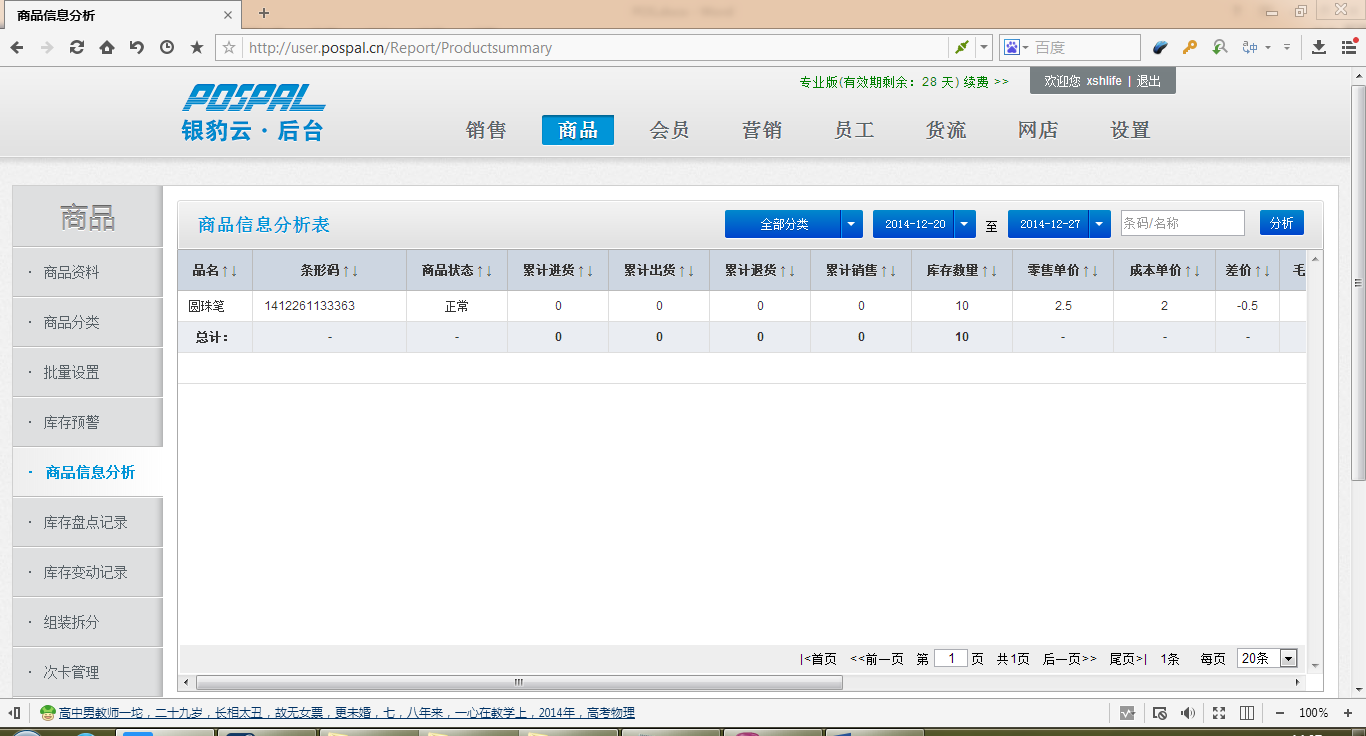 商品信息分析
http://user.pospal.cn/Report/Productsummary
百度
专业版(有效期剩余：28 天) 续费 >>
欢迎您 xshlife | 退出
POSPAL
银豹云·后台
销售 商品 会员 营销 员工 货流 网店 设置
商品
· 商品资料
· 商品分类
· 批量设置
· 库存预警
· 商品信息分析
· 库存盘点记录
· 库存变动记录
· 组装拆分
· 次卡管理
商品信息分析表
全部分类 2014-12-20 至 2014-12-27 条码/名称 分析
品名↑↓ 条形码↑↓ 商品状态↑↓ 累计进货↑↓ 累计出货↑↓ 累计退货↑↓ 累计销售↑↓ 库存数量↑↓ 零售单价↑↓ 成本单价↑↓ 差价↑↓ 毛
圆珠笔 1412261133363 正常 0 0 0 0 10 2.5 2 -0.5
总计： - - 0 0 0 0 10 - - -
|<首页 <<前一页 第 1 页 共1页 后一页>> 尾页>| 1条 每页 20条
高中男教师一坨，二十九岁，长相太丑，故无女票，更未婚，七，八年来，一心在教学上，2014年，高考物理
100%